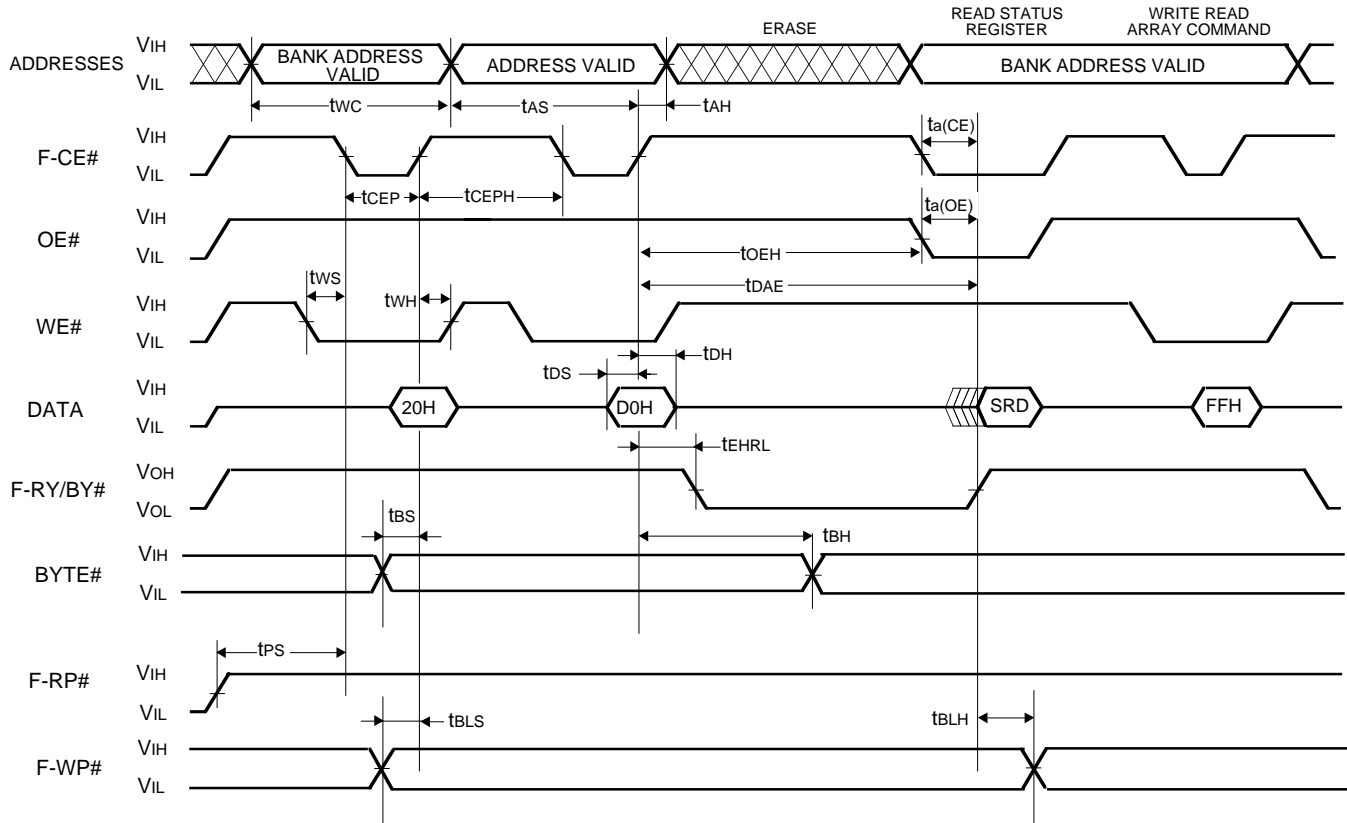 ERASE
READ STATUS
REGISTER
WRITE READ
ARRAY COMMAND
ADDRESSES
VIH
VIL
BANK ADDRESS
VALID
ADDRESS VALID
BANK ADDRESS VALID
tWC
tAS
tAH
F-CE#
VIH
VIL
ta(CE)
tCEP
tCEPH
OE#
VIH
VIL
ta(OE)
tOEH
tDAE
WE#
VIH
VIL
tWS
tWH
tDH
tDS
DATA
VIH
VIL
20H
D0H
SRD
FFH
tEHRL
F-RY/BY#
VOH
VOL
tBS
tBH
BYTE#
VIH
VIL
tPS
F-RP#
VIH
VIL
tBLS
tBLH
F-WP#
VIH
VIL